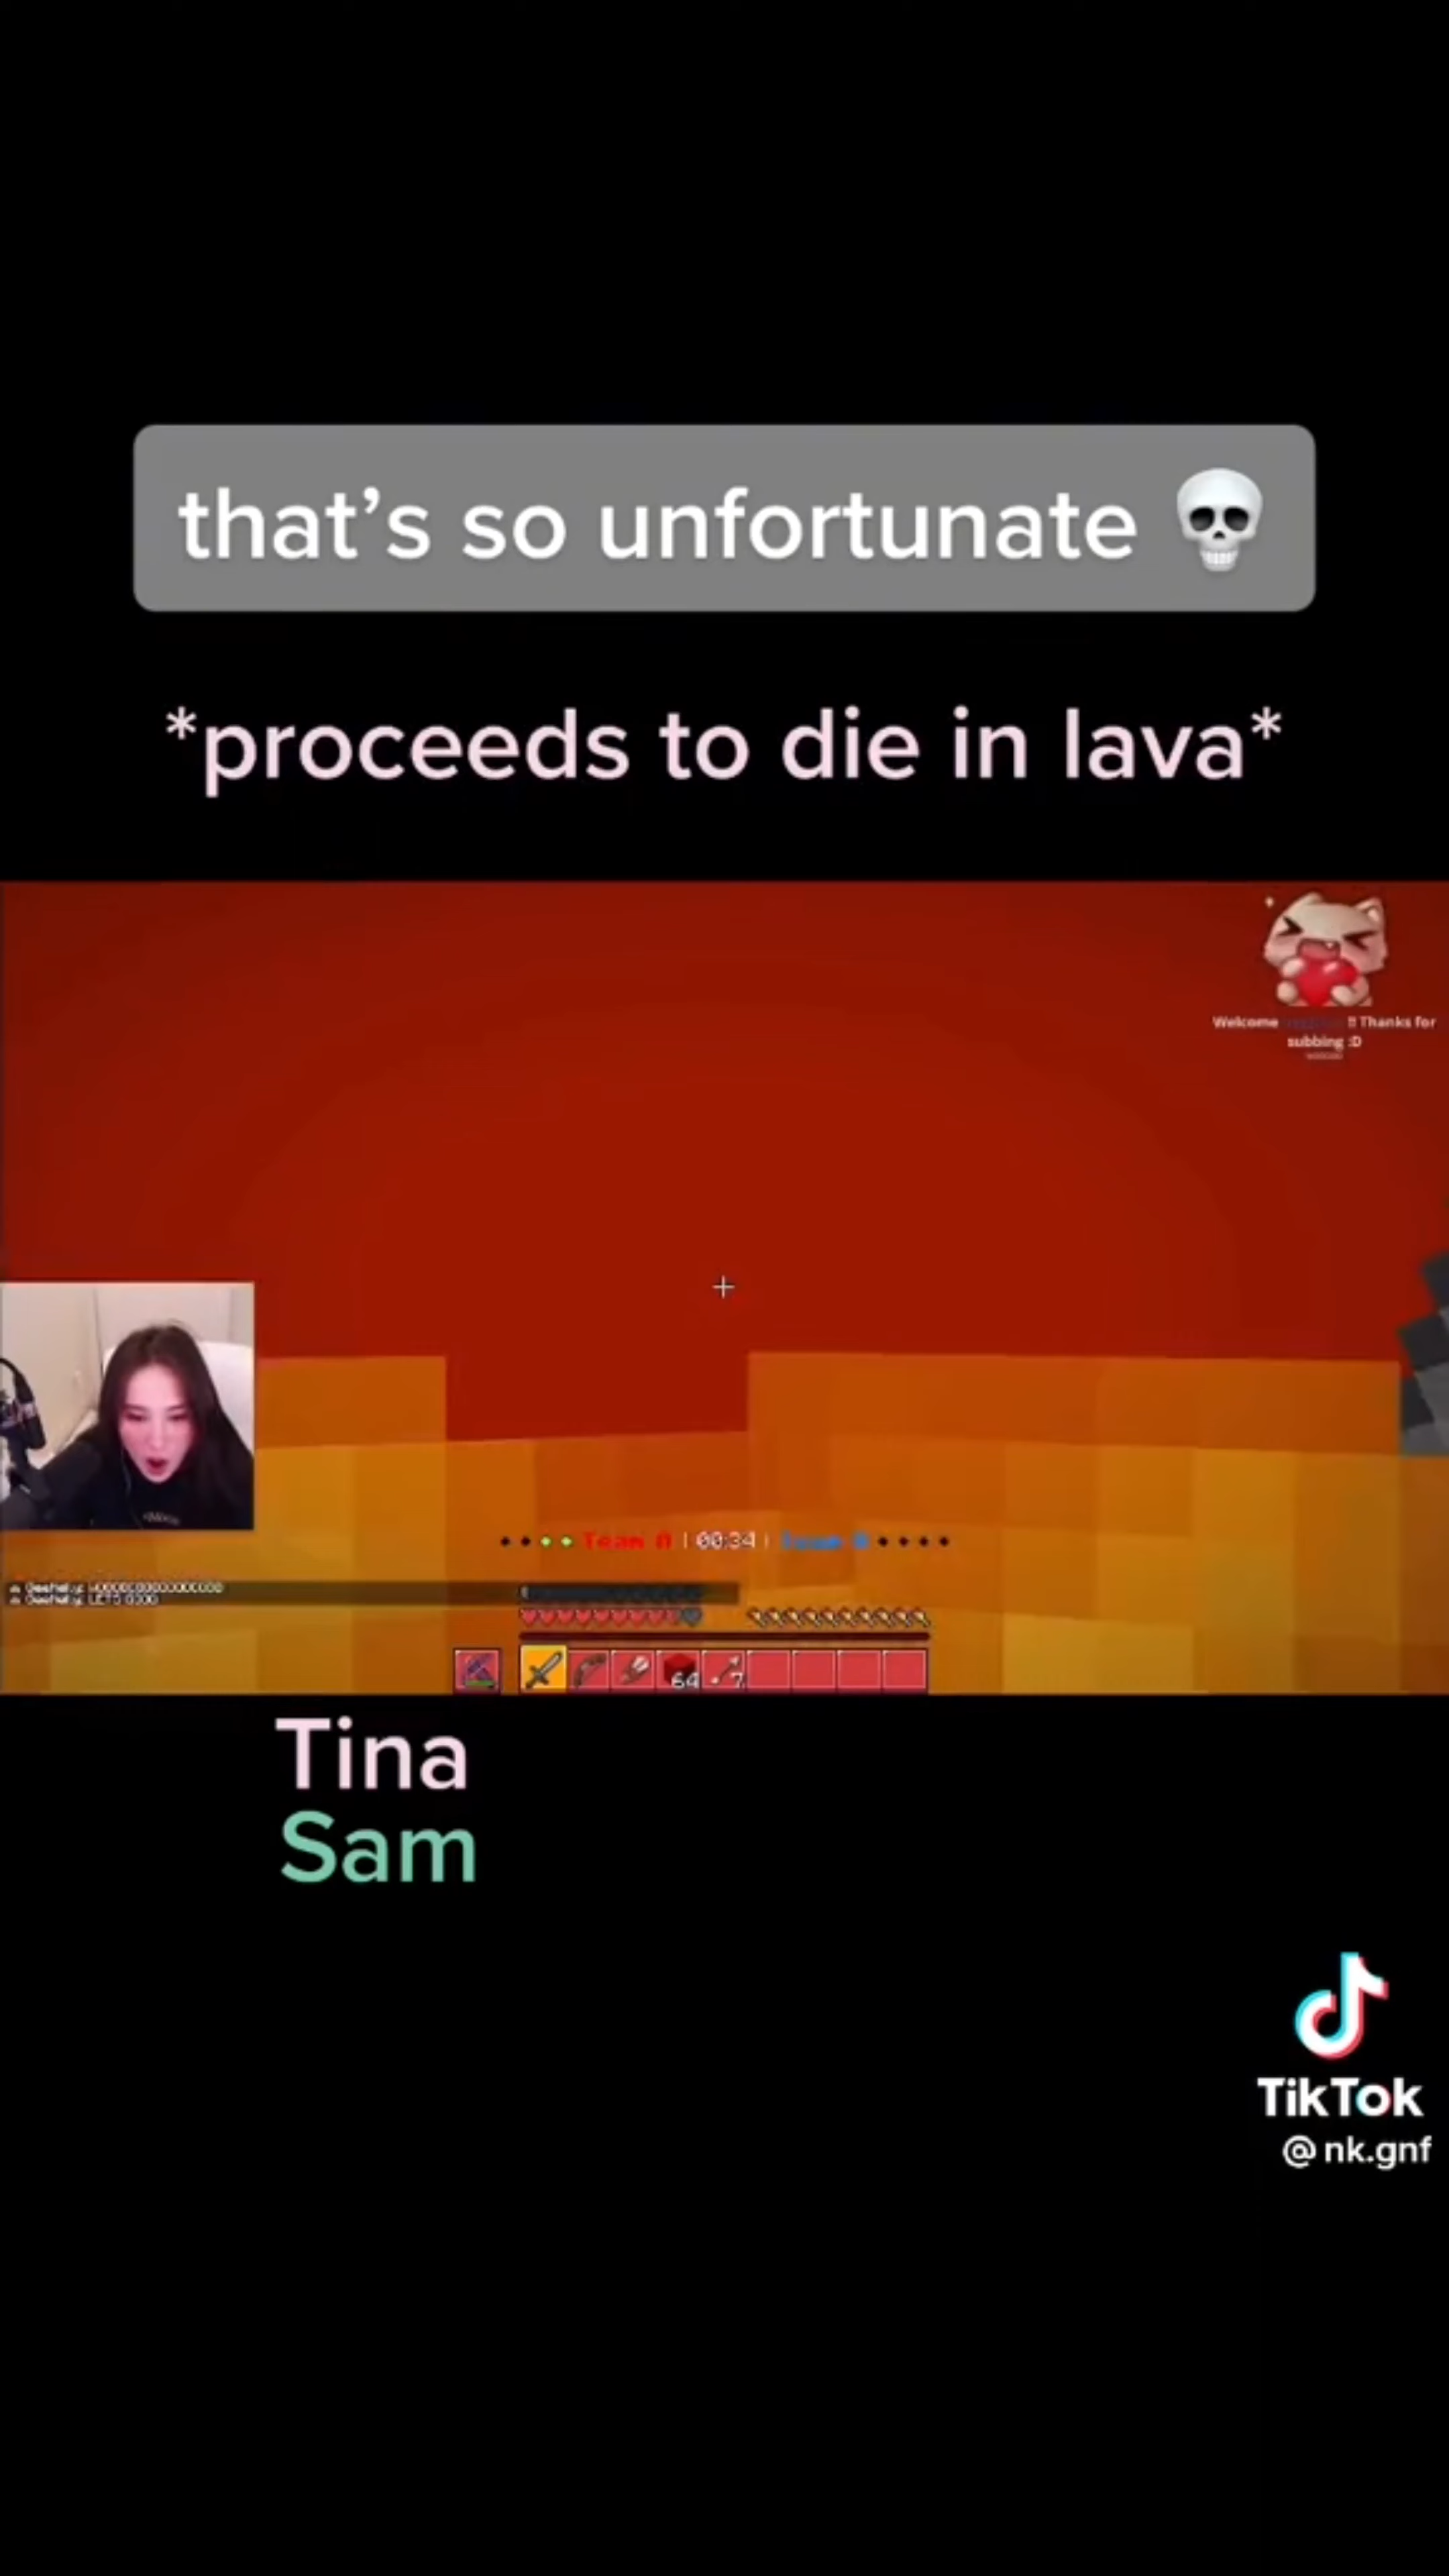 that’s so unfortunate 💀
*proceeds to die in lava*
Welcome !! Thanks for
subbing :D
Team A | 00:34 |
64 7
Tina
Sam
TikTok
@nk.gnf